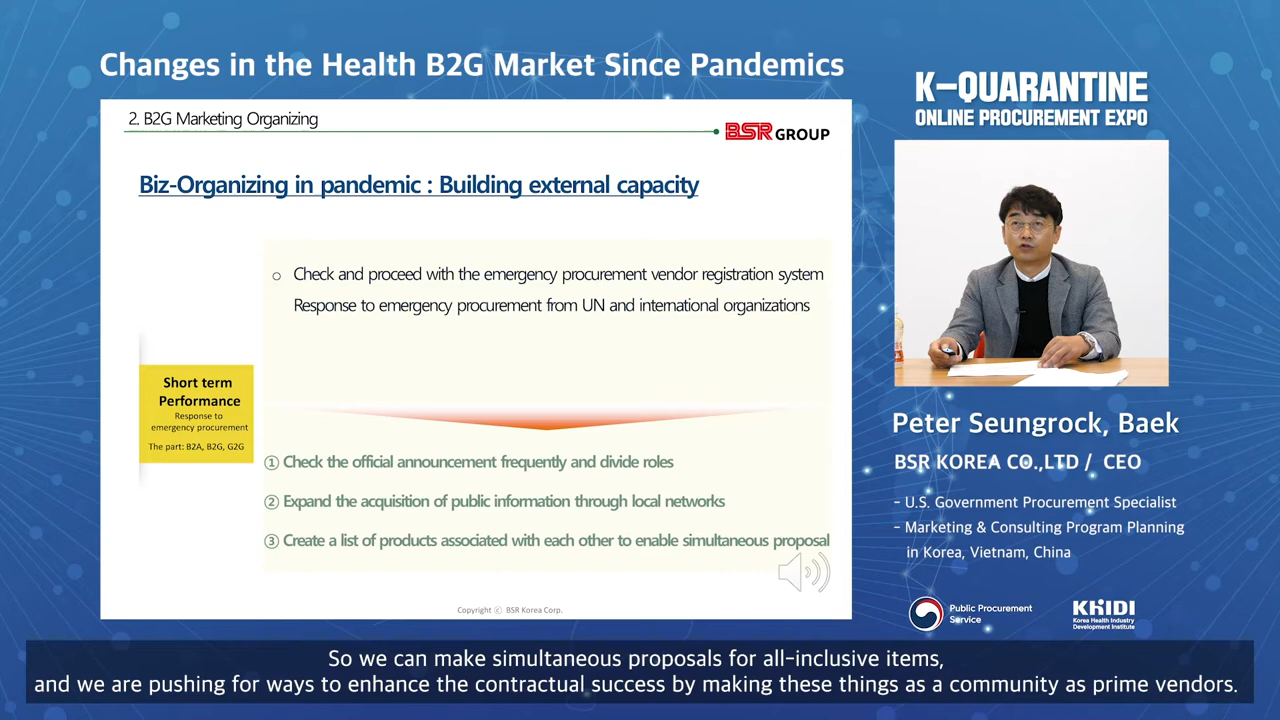 Changes in the Health B2G Market Since Pandemics
K-QUARANTINE
ONLINE PROCUREMENT EXPO
2. B2G Marketing Organizing
BSR GROUP
Biz-Organizing in pandemic : Building external capacity
○ Check and proceed with the emergency procurement vendor registration system
Response to emergency procurement from UN and international organizations
Short term
Performance
Response to
emergency procurement
The part: B2A, B2G, G2G
① Check the official announcement frequently and divide roles
② Expand the acquisition of public information through local networks
③ Create a list of products associated with each other to enable simultaneous proposal
Copyright ⓒ BSR Korea Corp.
Peter Seungrock, Baek
BSR KOREA CO.,LTD / CEO
- U.S. Government Procurement Specialist
- Marketing & Consulting Program Planning
in Korea, Vietnam, China
Public Procurement
Service
KHIDI
Korea Health Industry
Development Institute
So we can make simultaneous proposals for all-inclusive items,
and we are pushing for ways to enhance the contractual success by making these things as a community as prime vendors.